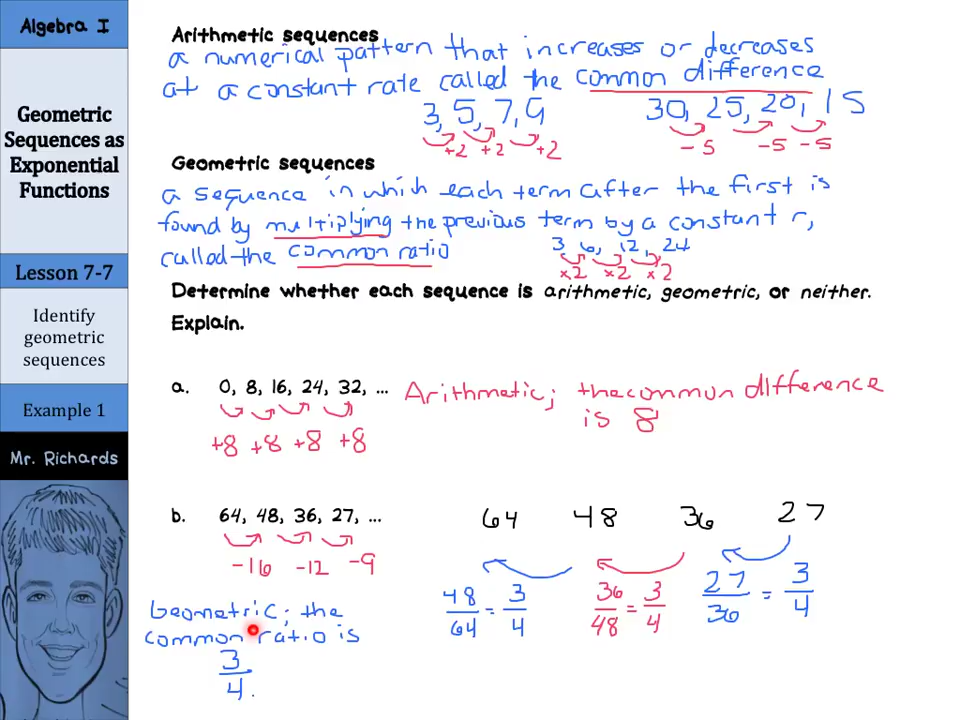 Algebra I
Geometric
Sequences as
Exponential
Functions
Lesson 7-7
Identify
geometric
sequences
Example 1
Mr. Richards
Arithmetic sequences
a numerical pattern that increases or decreases
at a constant rate called the common difference
3, 5, 7, 9 30, 25, 20, 15
+2 +2 +2 -5 -5 -5
Geometric sequences
a sequence in which each term after the first is
found by multiplying the previous term by a constant r,
called the common ratio 3 6, 12, 24
×2 ×2 ×2
Determine whether each sequence is arithmetic, geometric, or neither.
Explain.
a. 0, 8, 16, 24, 32, ... Arithmetic; the common difference
is 8
+8 +8 +8 +8
b. 64, 48, 36, 27, ... 64 48 36 27
-16 -12 -9
48/64 = 3/4 36/48 = 3/4 27/36 = 3/4
Geometric; the
common ratio is
3/4.